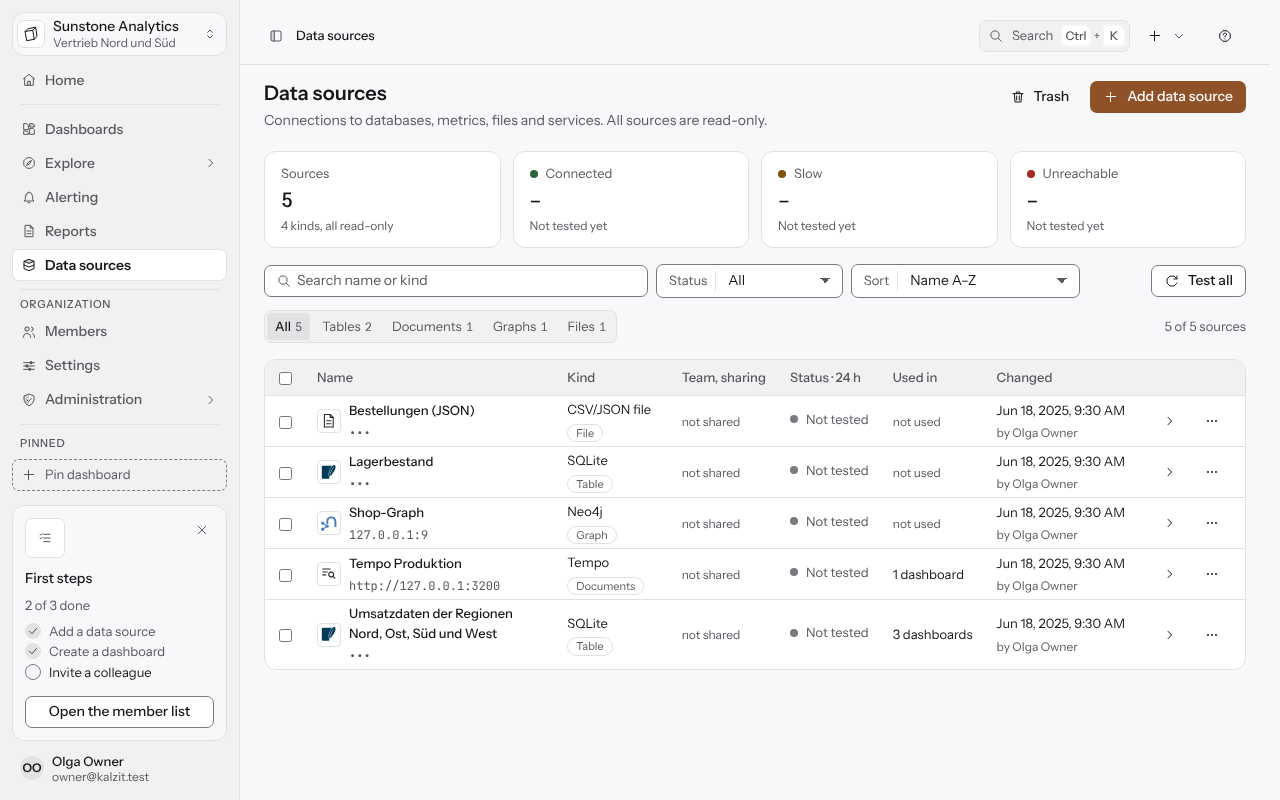 Sunstone Analytics
Vertrieb Nord und Süd
Home
Dashboards
Explore
Alerting
Reports
Data sources
ORGANIZATION
Members
Settings
Administration
PINNED
Pin dashboard
First steps
2 of 3 done
Add a data source
Create a dashboard
Invite a colleague
Open the member list
OO
Olga Owner
owner@kalzit.test
Data sources
Search Ctrl + K
Data sources
Connections to databases, metrics, files and services. All sources are read-only.
Trash
Add data source
Sources
5
4 kinds, all read-only
Connected
–
Not tested yet
Slow
–
Not tested yet
Unreachable
–
Not tested yet
Search name or kind
Status All
Sort Name A–Z
Test all
All 5 Tables 2 Documents 1 Graphs 1 Files 1
5 of 5 sources
Name Kind Team, sharing Status · 24 h Used in Changed
Bestellungen (JSON)
•••
CSV/JSON file
File
not shared
Not tested
not used
Jun 18, 2025, 9:30 AM
by Olga Owner
Lagerbestand
•••
SQLite
Table
not shared
Not tested
not used
Jun 18, 2025, 9:30 AM
by Olga Owner
Shop-Graph
127.0.0.1:9
Neo4j
Graph
not shared
Not tested
not used
Jun 18, 2025, 9:30 AM
by Olga Owner
Tempo Produktion
http://127.0.0.1:3200
Tempo
Documents
not shared
Not tested
1 dashboard
Jun 18, 2025, 9:30 AM
by Olga Owner
Umsatzdaten der Regionen
Nord, Ost, Süd und West
•••
SQLite
Table
not shared
Not tested
3 dashboards
Jun 18, 2025, 9:30 AM
by Olga Owner